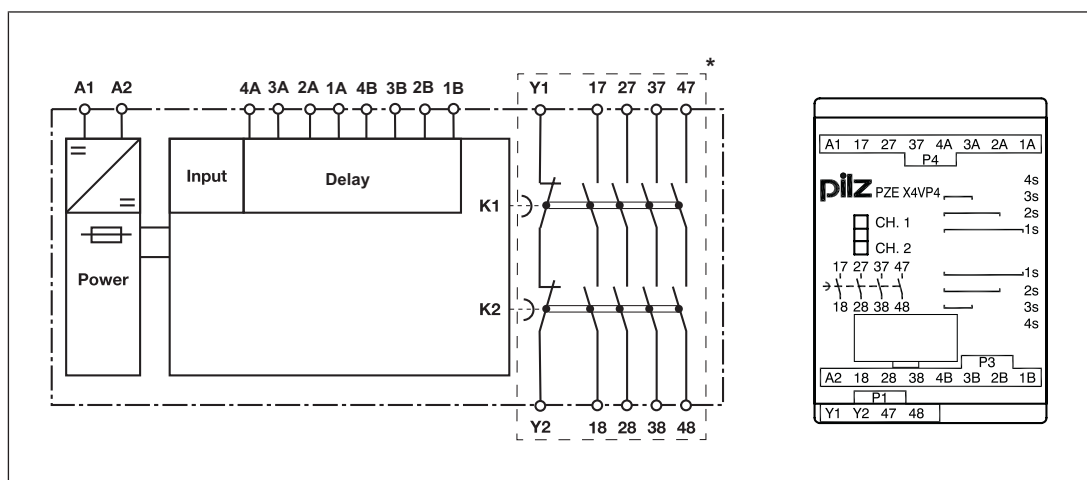 *
A1 A2 4A 3A 2A 1A 4B 3B 2B 1B Y1 17 27 37 47
Input Delay
K1
Power
K2
Y2 18 28 38 48
A1 17 27 37 4A 3A 2A 1A
P4
pilz PZE X4VP4
4s
3s
2s
1s
CH. 1
CH. 2
17 27 37 47
18 28 38 48
1s
2s
3s
4s
P3
A2 18 28 38 4B 3B 2B 1B
P1
Y1 Y2 47 48